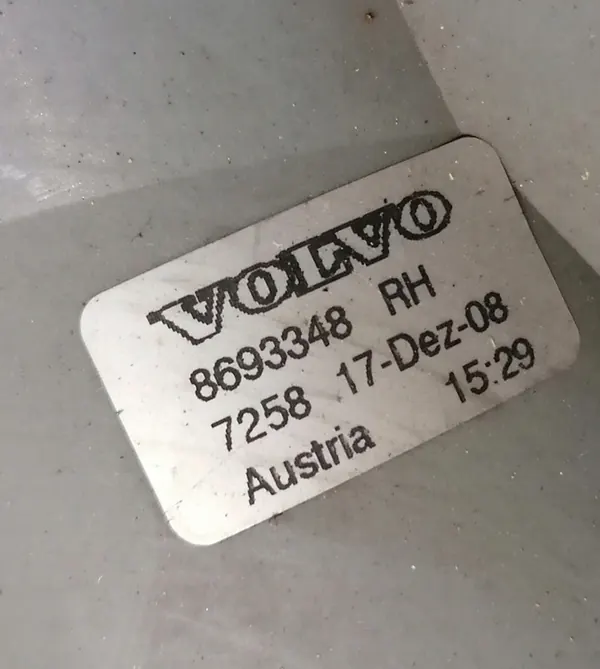 VOLVO
8693348 RH
7258 17-Dez-08
Austria 15:29